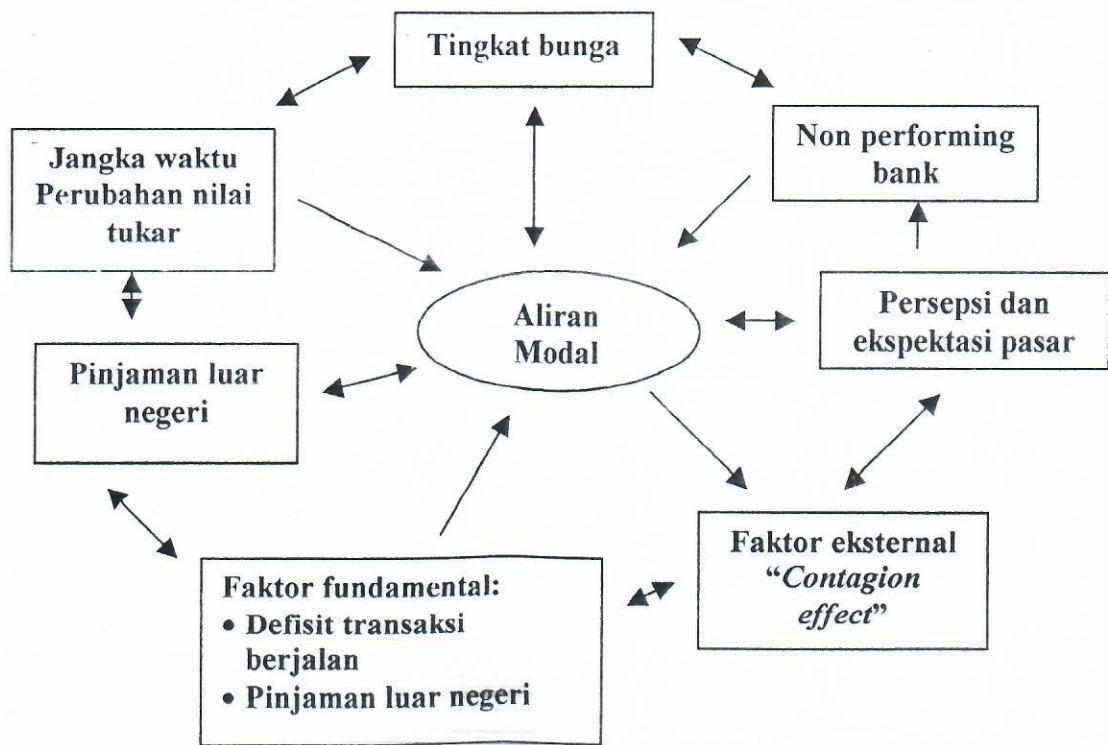 Tingkat bunga
Jangka waktu
Perubahan nilai
tukar
Non performing
bank
Aliran
Modal
Persepsi dan
ekspektasi pasar
Pinjaman luar
negeri
Faktor eksternal
“Contagion
effect”
Faktor fundamental:
• Defisit transaksi
berjalan
• Pinjaman luar negeri